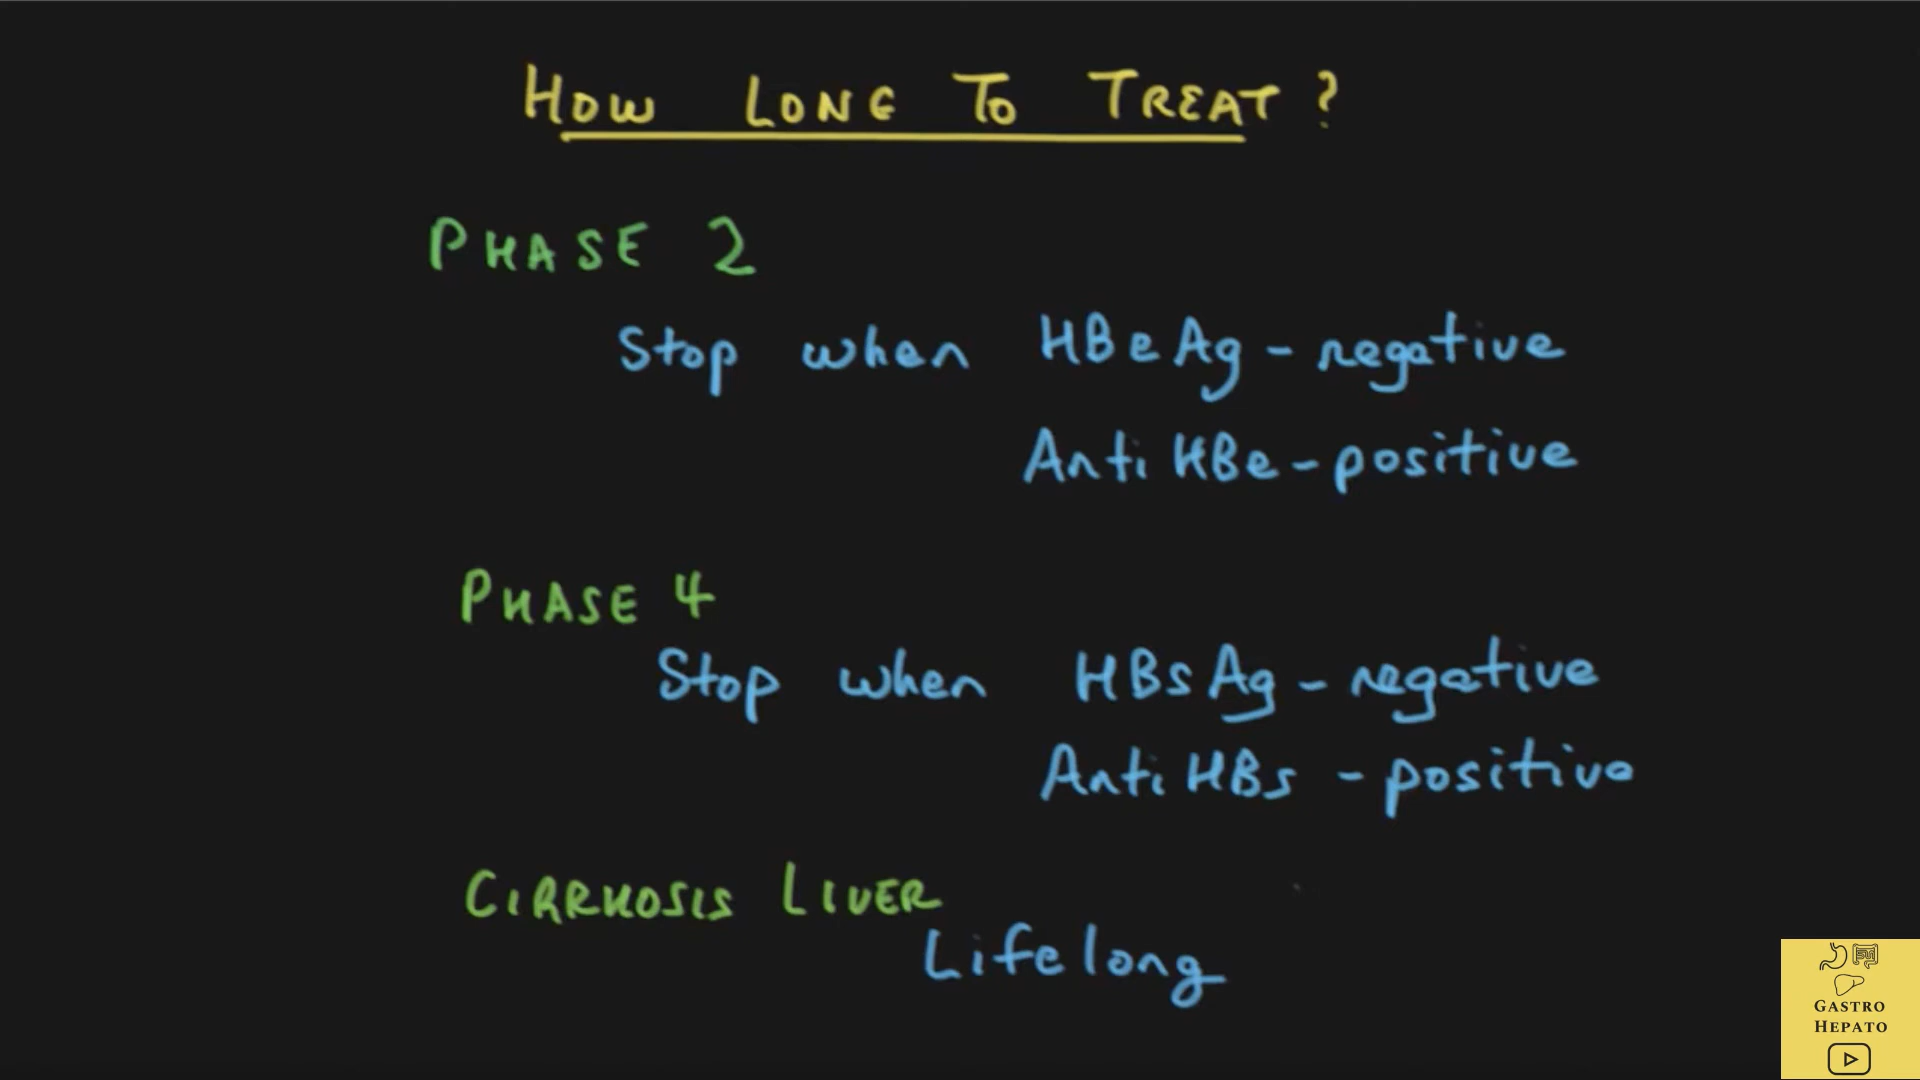 HOW LONG TO TREAT?
PHASE 2
Stop when HBeAg - negative
Anti HBe - positive
PHASE 4
Stop when HBsAg - negative
Anti HBs - positive
CIRRHOSIS LIVER
Lifelong
GASTRO
HEPATO